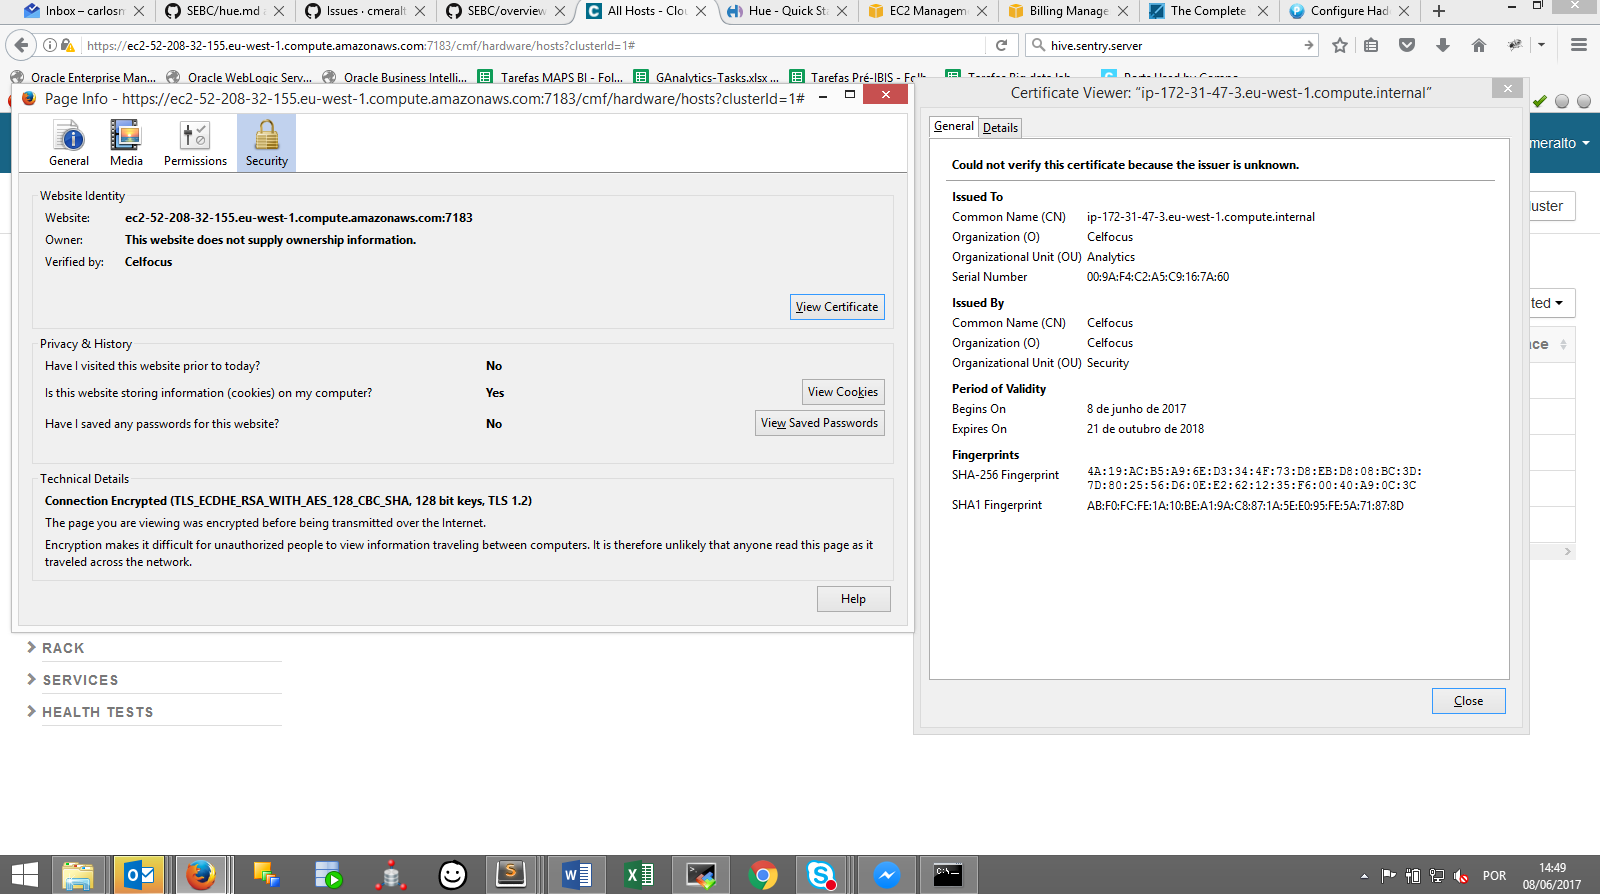 Inbox – carlosm
SEBC/hue.md a
Issues · cmeralt
SEBC/overview
All Hosts - Clou
Hue - Quick Sta
EC2 Managem
Billing Manage
The Complete
Configure Had
https://ec2-52-208-32-155.eu-west-1.compute.amazonaws.com:7183/cmf/hardware/hosts?clusterId=1#
hive.sentry.server
Oracle Enterprise Man...
Oracle WebLogic Serv...
Oracle Business Intelli...
Tarefas MAPS BI - Fol...
GAnalytics-Tasks.xlsx ...
Page Info - https://ec2-52-208-32-155.eu-west-1.compute.amazonaws.com:7183/cmf/hardware/hosts?clusterId=1#
General
Media
Permissions
Security
Website Identity
Website: ec2-52-208-32-155.eu-west-1.compute.amazonaws.com:7183
Owner: This website does not supply ownership information.
Verified by: Celfocus
View Certificate
Privacy & History
Have I visited this website prior to today? No
Is this website storing information (cookies) on my computer? Yes
View Cookies
Have I saved any passwords for this website? No
View Saved Passwords
Technical Details
Connection Encrypted (TLS_ECDHE_RSA_WITH_AES_128_CBC_SHA, 128 bit keys, TLS 1.2)
The page you are viewing was encrypted before being transmitted over the Internet.
Encryption makes it difficult for unauthorized people to view information traveling between computers. It is therefore unlikely that anyone read this page as it
traveled across the network.
Help
Certificate Viewer: “ip-172-31-47-3.eu-west-1.compute.internal”
General
Details
Could not verify this certificate because the issuer is unknown.
Issued To
Common Name (CN) ip-172-31-47-3.eu-west-1.compute.internal
Organization (O) Celfocus
Organizational Unit (OU) Analytics
Serial Number 00:9A:F4:C2:A5:C9:16:7A:60
Issued By
Common Name (CN) Celfocus
Organization (O) Celfocus
Organizational Unit (OU) Security
Period of Validity
Begins On 8 de junho de 2017
Expires On 21 de outubro de 2018
Fingerprints
SHA-256 Fingerprint 4A:19:AC:B5:A9:6E:D3:34:4F:73:D8:EB:D8:08:BC:3D:
7D:80:25:56:D6:0E:E2:62:12:35:F6:00:40:A9:0C:3C
SHA1 Fingerprint AB:F0:FC:FE:1A:10:BE:A1:9A:C8:87:1A:5E:E0:95:FE:5A:71:87:8D
Close
meralto
uster
ted
ce
RACK
SERVICES
HEALTH TESTS
POR
14:49
08/06/2017